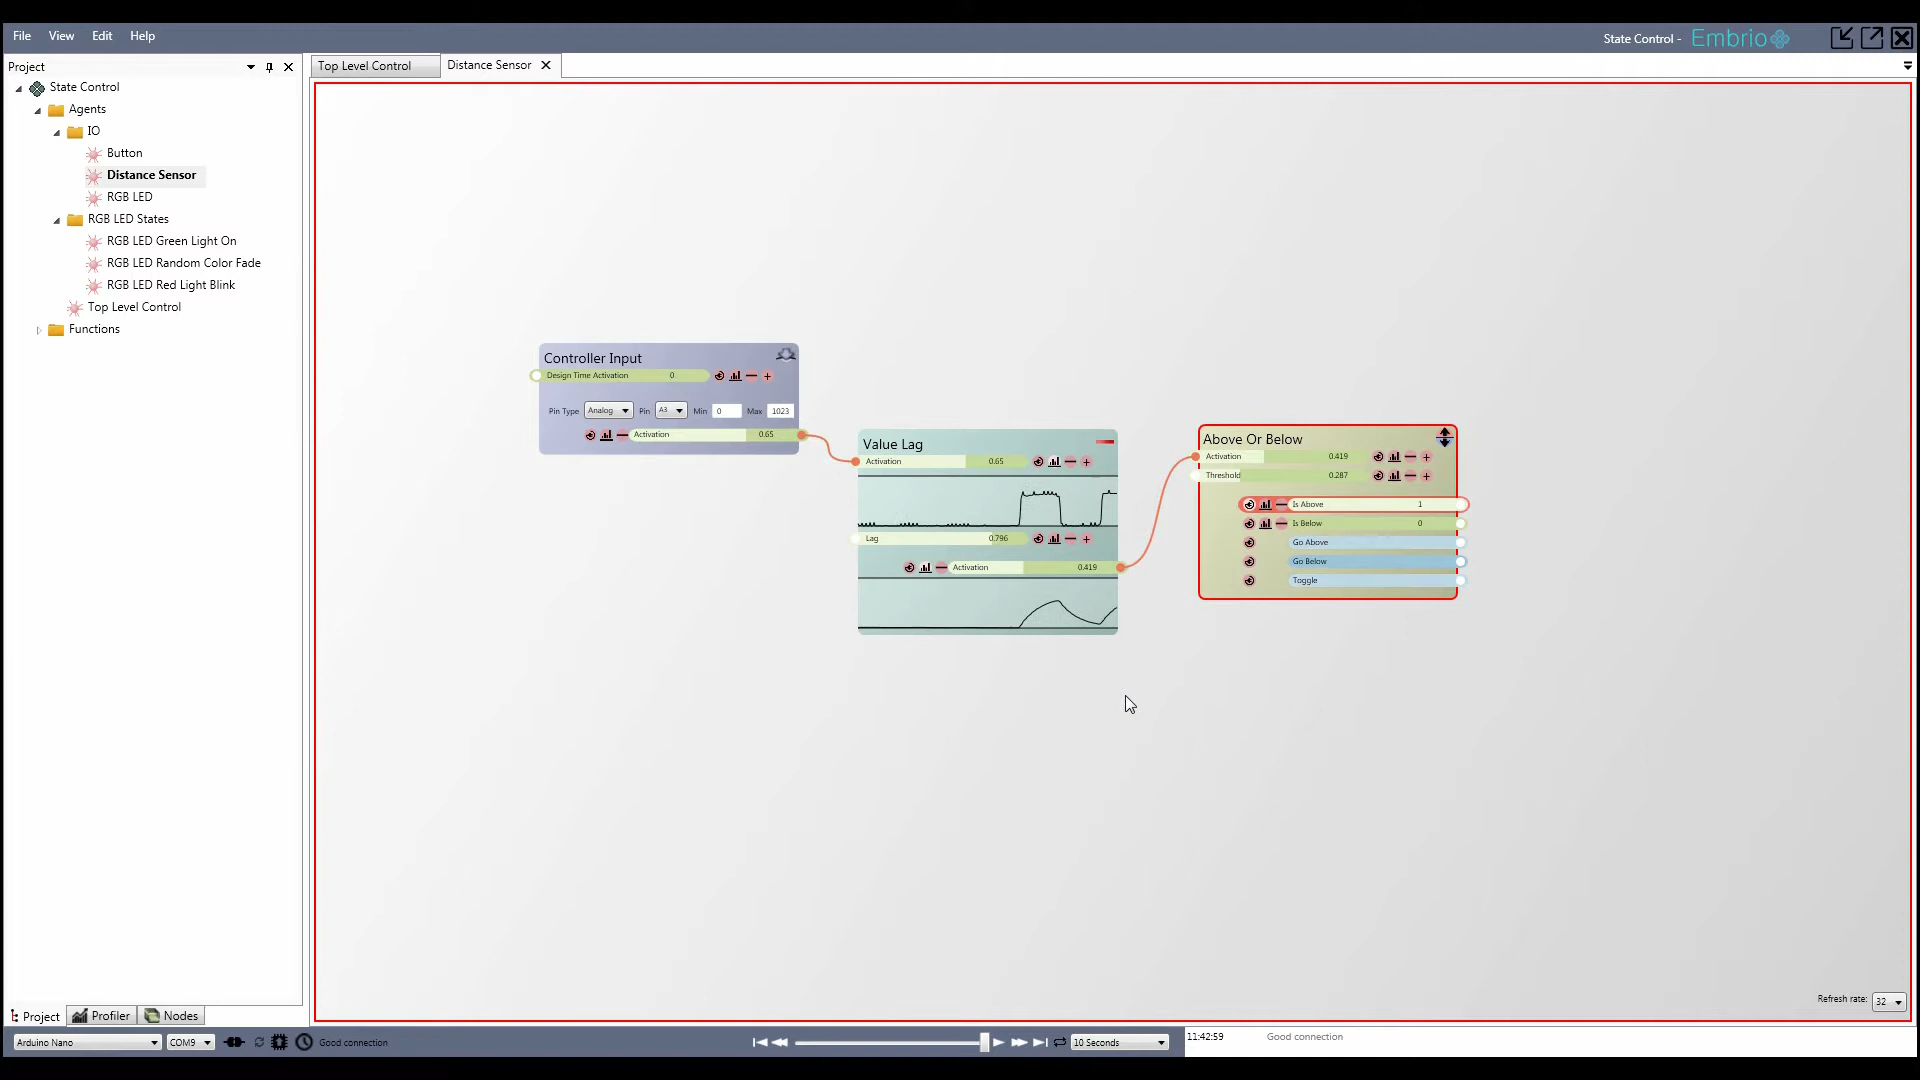 File View Edit Help
State Control - Embrio
Project
Top Level Control
Distance Sensor
State Control
Agents
IO
Button
Distance Sensor
RGB LED
RGB LED States
RGB LED Green Light On
RGB LED Random Color Fade
RGB LED Red Light Blink
Top Level Control
Functions
Controller Input
Design Time Activation 0
Pin Type Analog Pin A3 Min 0 Max 1023
Activation 0.65
Value Lag
Activation 0.65
Lag 0.796
Activation 0.419
Above Or Below
Activation 0.419
Threshold 0.287
Is Above 1
Is Below 0
Go Above
Go Below
Toggle
Refresh rate: 32
Project Profiler Nodes
Arduino Nano COM9 Good connection 10 Seconds 11:42:59 Good connection